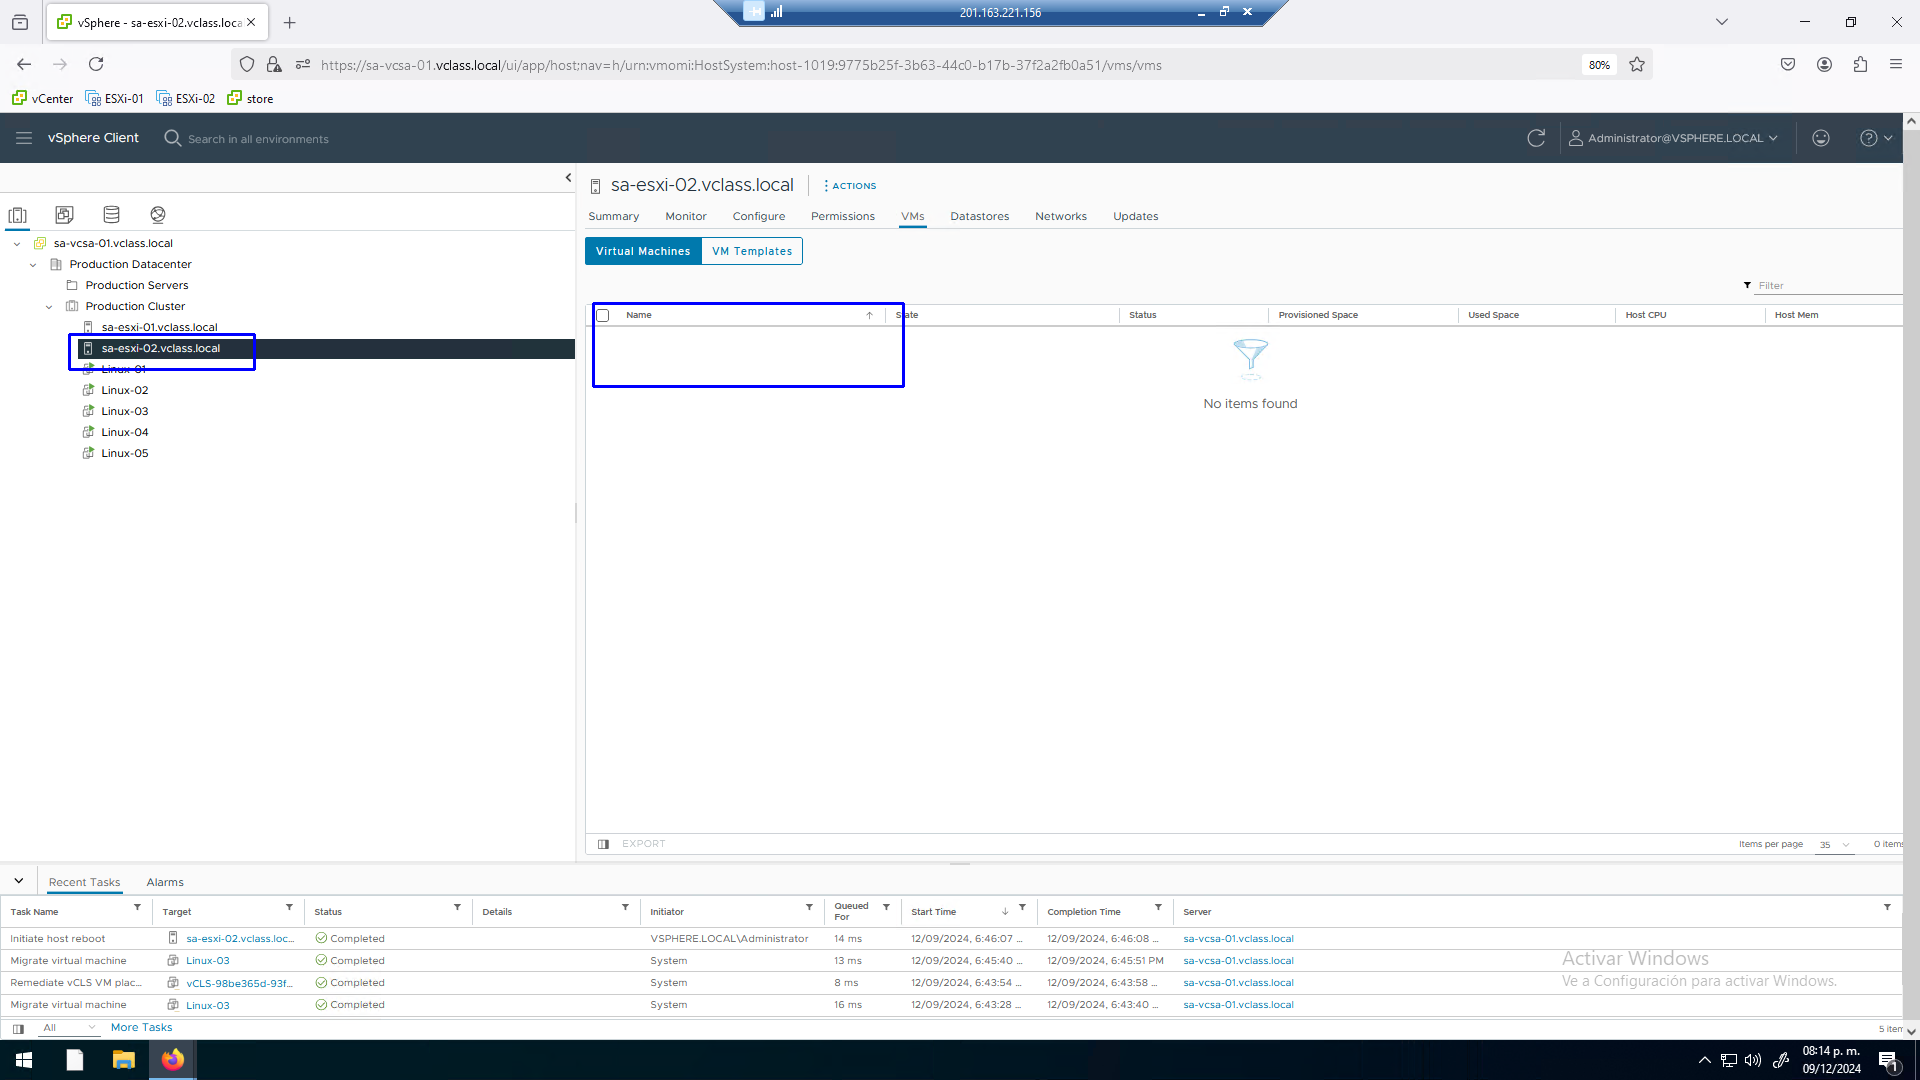 vSphere - sa-esxi-02.vclass.loca
201.163.221.156
https://sa-vcsa-01.vclass.local/ui/app/host;nav=h/urn:vmomi:HostSystem:host-1019:9775b25f-3b63-44c0-b17b-37f2a2fb0a51/vms/vms
80%
vCenter ESXi-01 ESXi-02 store
vSphere Client Search in all environments Administrator@VSPHERE.LOCAL
sa-esxi-02.vclass.local ACTIONS
Summary Monitor Configure Permissions VMs Datastores Networks Updates
Virtual Machines VM Templates
Filter
Name State Status Provisioned Space Used Space Host CPU Host Mem
No items found
sa-vcsa-01.vclass.local
Production Datacenter
Production Servers
Production Cluster
sa-esxi-01.vclass.local
sa-esxi-02.vclass.local
Linux-01
Linux-02
Linux-03
Linux-04
Linux-05
EXPORT Items per page 35 0 items
Recent Tasks Alarms
Task Name Target Status Details Initiator Queued For Start Time Completion Time Server
Initiate host reboot sa-esxi-02.vclass.loc... Completed VSPHERE.LOCAL\Administrator 14 ms 12/09/2024, 6:46:07 ... 12/09/2024, 6:46:08 ... sa-vcsa-01.vclass.local
Migrate virtual machine Linux-03 Completed System 13 ms 12/09/2024, 6:45:40 ... 12/09/2024, 6:45:51 PM sa-vcsa-01.vclass.local
Remediate vCLS VM plac... vCLS-98be365d-93f... Completed System 8 ms 12/09/2024, 6:43:54 ... 12/09/2024, 6:43:58 ... sa-vcsa-01.vclass.local
Migrate virtual machine Linux-03 Completed System 16 ms 12/09/2024, 6:43:28 ... 12/09/2024, 6:43:40 ... sa-vcsa-01.vclass.local
Activar Windows
Ve a Configuración para activar Windows.
All More Tasks 5 item
08:14 p. m.
09/12/2024
1